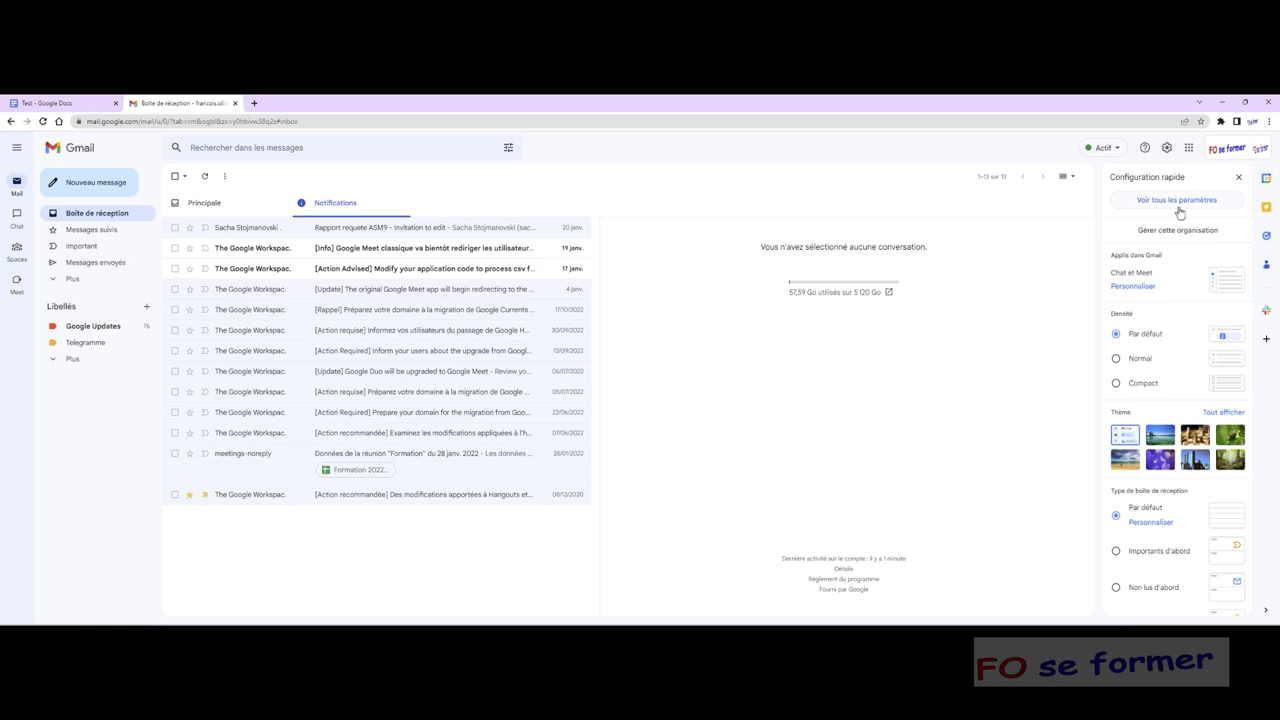 Test - Google Docs
Boîte de réception - francois.olie
mail.google.com/mail/u/0/?tab=rm&ogbl&zx=y0hbivw38q2s#inbox
Gmail
Rechercher dans les messages
Actif
FO se former
Mail
Chat
Spaces
Meet
Nouveau message
Boîte de réception
Messages suivis
Important
Messages envoyés
Plus
Libellés
Google Updates 76
Telegramme
Plus
1–13 sur 13
Principale
Notifications
Sacha Stojmanovski . Rapport requete ASM9 - Invitation to edit - Sacha Stojmanovski (sac... 20 janv.
The Google Workspac. [Info] Google Meet classique va bientôt rediriger les utilisateur... 19 janv.
The Google Workspac. [Action Advised] Modify your application code to process csv f... 17 janv.
The Google Workspac. [Update] The original Google Meet app will begin redirecting to the ... 4 janv.
The Google Workspac. [Rappel] Préparez votre domaine à la migration de Google Currents ... 17/10/2022
The Google Workspac. [Action requise] Informez vos utilisateurs du passage de Google H... 30/09/2022
The Google Workspac. [Action Required] Inform your users about the upgrade from Googl... 12/09/2022
The Google Workspac. [Update] Google Duo will be upgraded to Google Meet - Review yo... 06/07/2022
The Google Workspac. [Action requise] Préparez votre domaine à la migration de Google ... 05/07/2022
The Google Workspac. [Action Required] Prepare your domain for the migration from Goo... 22/06/2022
The Google Workspac. [Action recommandée] Examinez les modifications appliquées à l'h... 07/06/2022
meetings-noreply Données de la réunion "Formation" du 28 janv. 2022 - Les données ... 28/01/2022
Formation 2022...
The Google Workspac. [Action recommandée] Des modifications apportées à Hangouts et... 08/12/2020
Vous n'avez sélectionné aucune conversation.
57,59 Go utilisés sur 5 120 Go
Dernière activité sur le compte : il y a 1 minute
Détails
Règlement du programme
Fourni par Google
Configuration rapide
Voir tous les paramètres
Gérer cette organisation
Applis dans Gmail
Chat et Meet
Personnaliser
Densité
Par défaut
Normal
Compact
Thème Tout afficher
Type de boîte de réception
Par défaut
Personnaliser
Importants d'abord
Non lus d'abord
FO se former